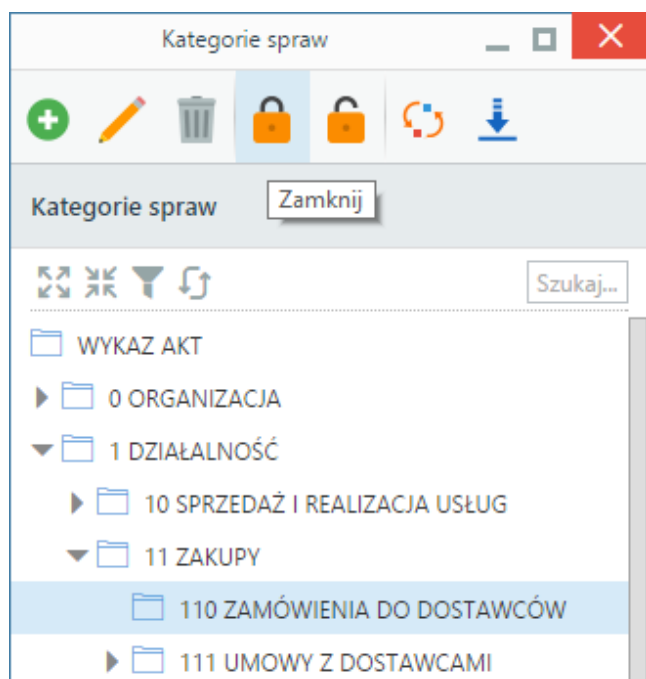 Kategorie spraw
Kategorie spraw
Zamknij
Szukaj...
WYKAZ AKT
0 ORGANIZACJA
1 DZIAŁALNOŚĆ
10 SPRZEDAŻ I REALIZACJA USŁUG
11 ZAKUPY
110 ZAMÓWIENIA DO DOSTAWCÓW
111 UMOWY Z DOSTAWCAMI